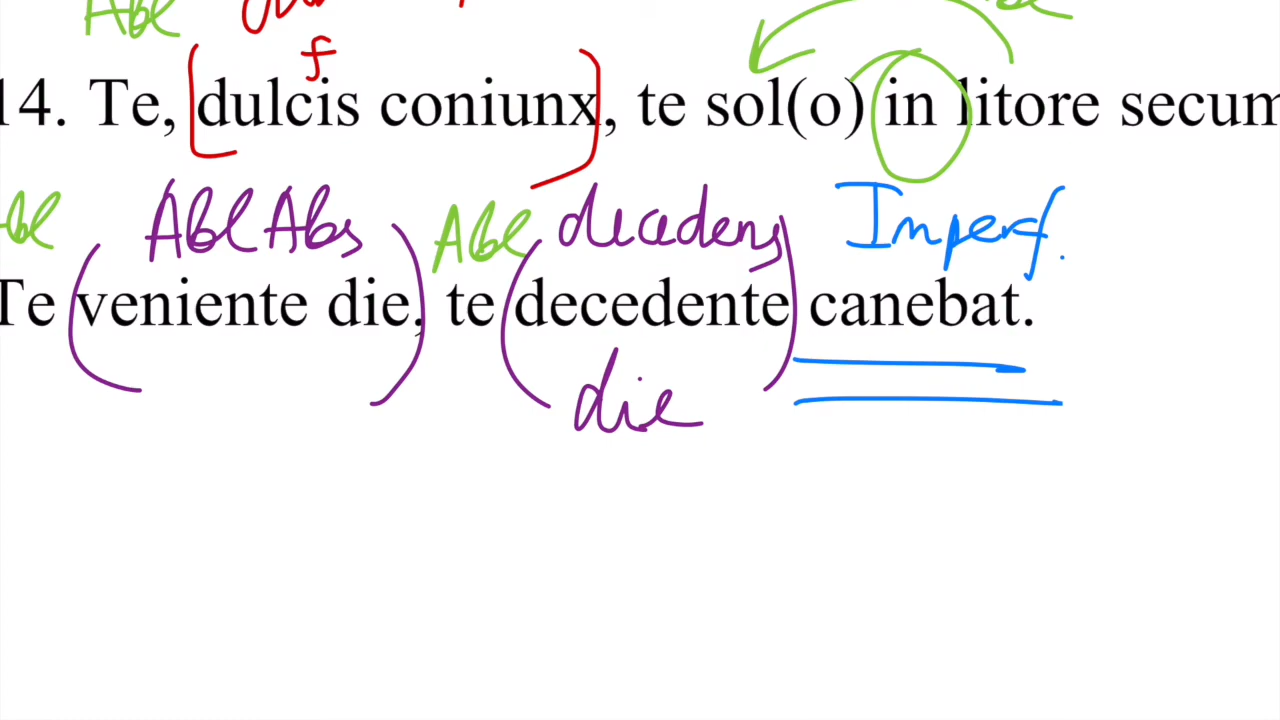 Abl
f
14. Te, dulcis coniunx, te sol(o) in litore secum
Abl Abs Abl decedens Imperf.
Te veniente die, te decedente canebat.
die